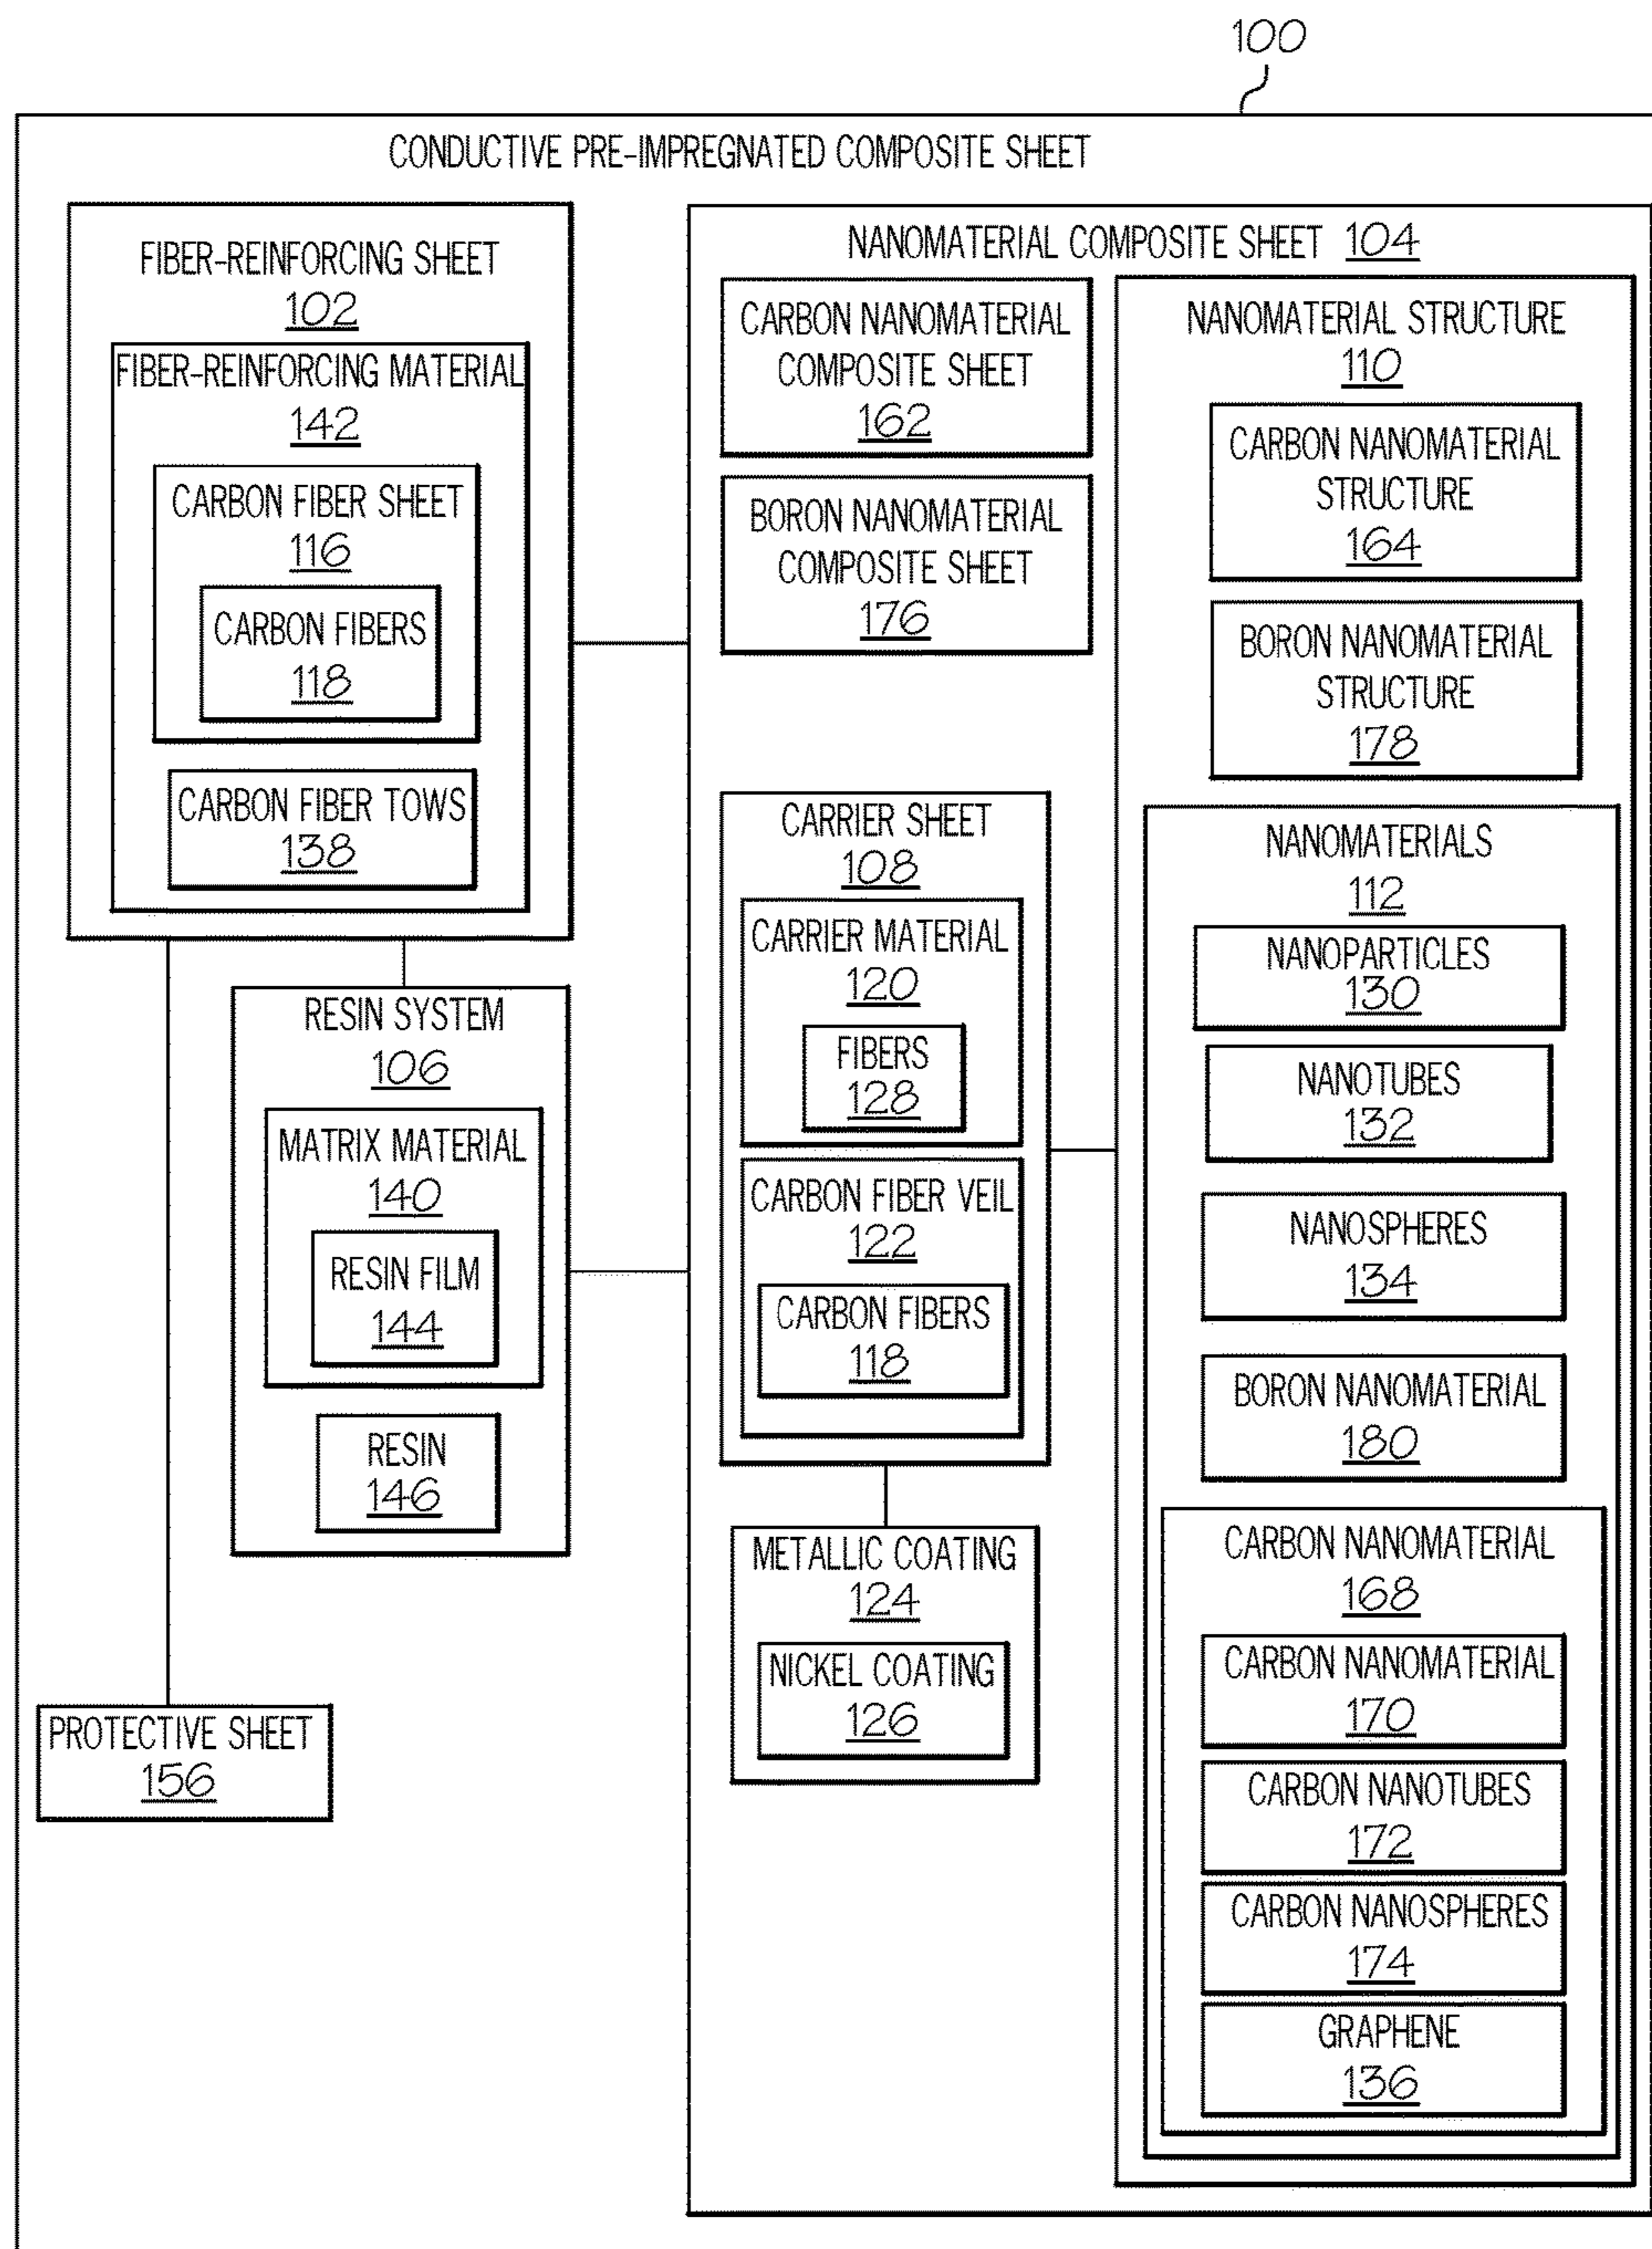 100
CONDUCTIVE PRE-IMPREGNATED COMPOSITE SHEET
FIBER-REINFORCING SHEET
102
FIBER-REINFORCING MATERIAL
142
CARBON FIBER SHEET
116
CARBON FIBERS
118
CARBON FIBER TOWS
138
RESIN SYSTEM
106
MATRIX MATERIAL
140
RESIN FILM
144
RESIN
146
PROTECTIVE SHEET
156
NANOMATERIAL COMPOSITE SHEET 104
CARBON NANOMATERIAL
COMPOSITE SHEET
162
BORON NANOMATERIAL
COMPOSITE SHEET
176
CARRIER SHEET
108
CARRIER MATERIAL
120
FIBERS
128
CARBON FIBER VEIL
122
CARBON FIBERS
118
METALLIC COATING
124
NICKEL COATING
126
NANOMATERIAL STRUCTURE
110
CARBON NANOMATERIAL
STRUCTURE
164
BORON NANOMATERIAL
STRUCTURE
178
NANOMATERIALS
112
NANOPARTICLES
130
NANOTUBES
132
NANOSPHERES
134
BORON NANOMATERIAL
180
CARBON NANOMATERIAL
168
CARBON NANOMATERIAL
170
CARBON NANOTUBES
172
CARBON NANOSPHERES
174
GRAPHENE
136